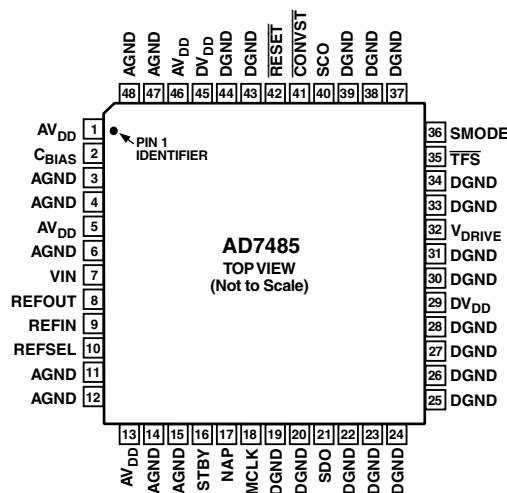 AGND
AGND
AVDD
DVDD
DGND
DGND
RESET
CONVST
SCO
DGND
DGND
DGND
48 47 46 45 44 43 42 41 40 39 38 37
AVDD 1
CBIAS 2
AGND 3
AGND 4
AVDD 5
AGND 6
VIN 7
REFOUT 8
REFIN 9
REFSEL 10
AGND 11
AGND 12
PIN 1
IDENTIFIER
AD7485
TOP VIEW
(Not to Scale)
36 SMODE
35 TFS
34 DGND
33 DGND
32 VDRIVE
31 DGND
30 DGND
29 DVDD
28 DGND
27 DGND
26 DGND
25 DGND
13 14 15 16 17 18 19 20 21 22 23 24
AVDD
AGND
AGND
STBY
NAP
MCLK
DGND
DGND
SDO
DGND
DGND
DGND